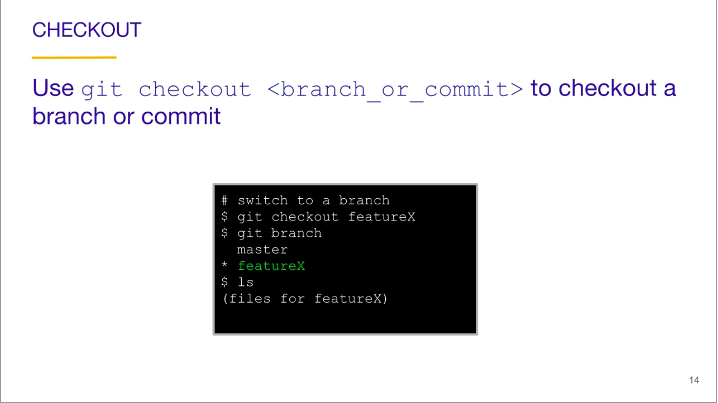 CHECKOUT
Use git checkout <branch_or_commit> to checkout a
branch or commit
# switch to a branch
$ git checkout featureX
$ git branch
  master
* featureX
$ ls
(files for featureX)
14